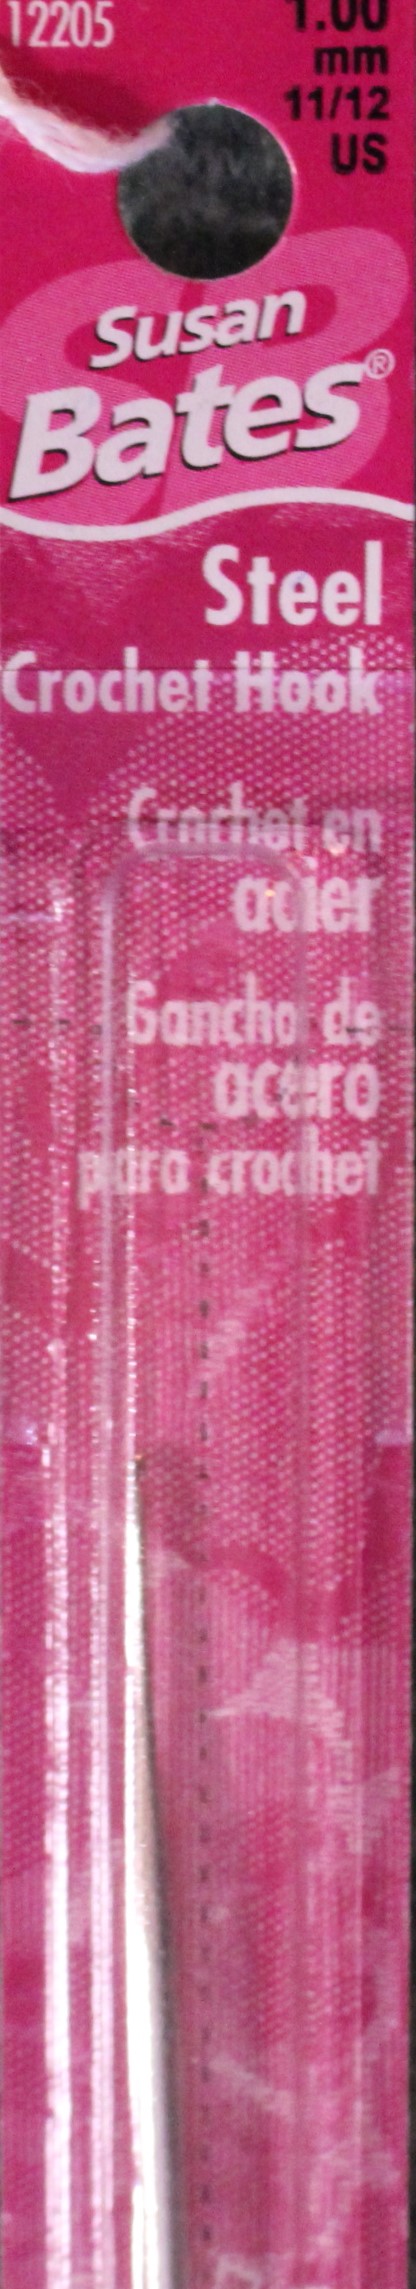 12205
1.00
mm
11/12
US
Susan
Bates®
Steel
Crochet Hook
Crochet en
acier
Gancho de
acero
para crochet